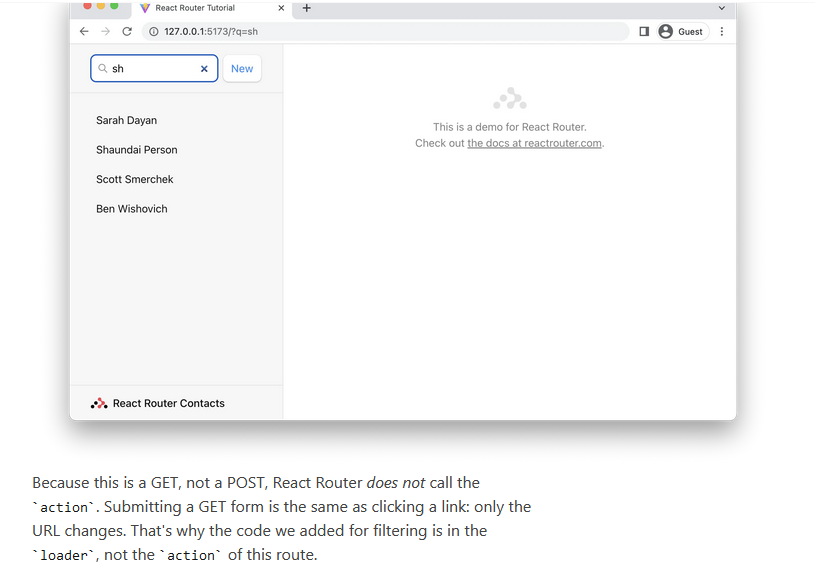 React Router Tutorial
127.0.0.1:5173/?q=sh
Guest
sh
New
Sarah Dayan
Shaundai Person
Scott Smerchek
Ben Wishovich
React Router Contacts
This is a demo for React Router.
Check out the docs at reactrouter.com.
Because this is a GET, not a POST, React Router does not call the
`action`. Submitting a GET form is the same as clicking a link: only the
URL changes. That's why the code we added for filtering is in the
`loader`, not the `action` of this route.